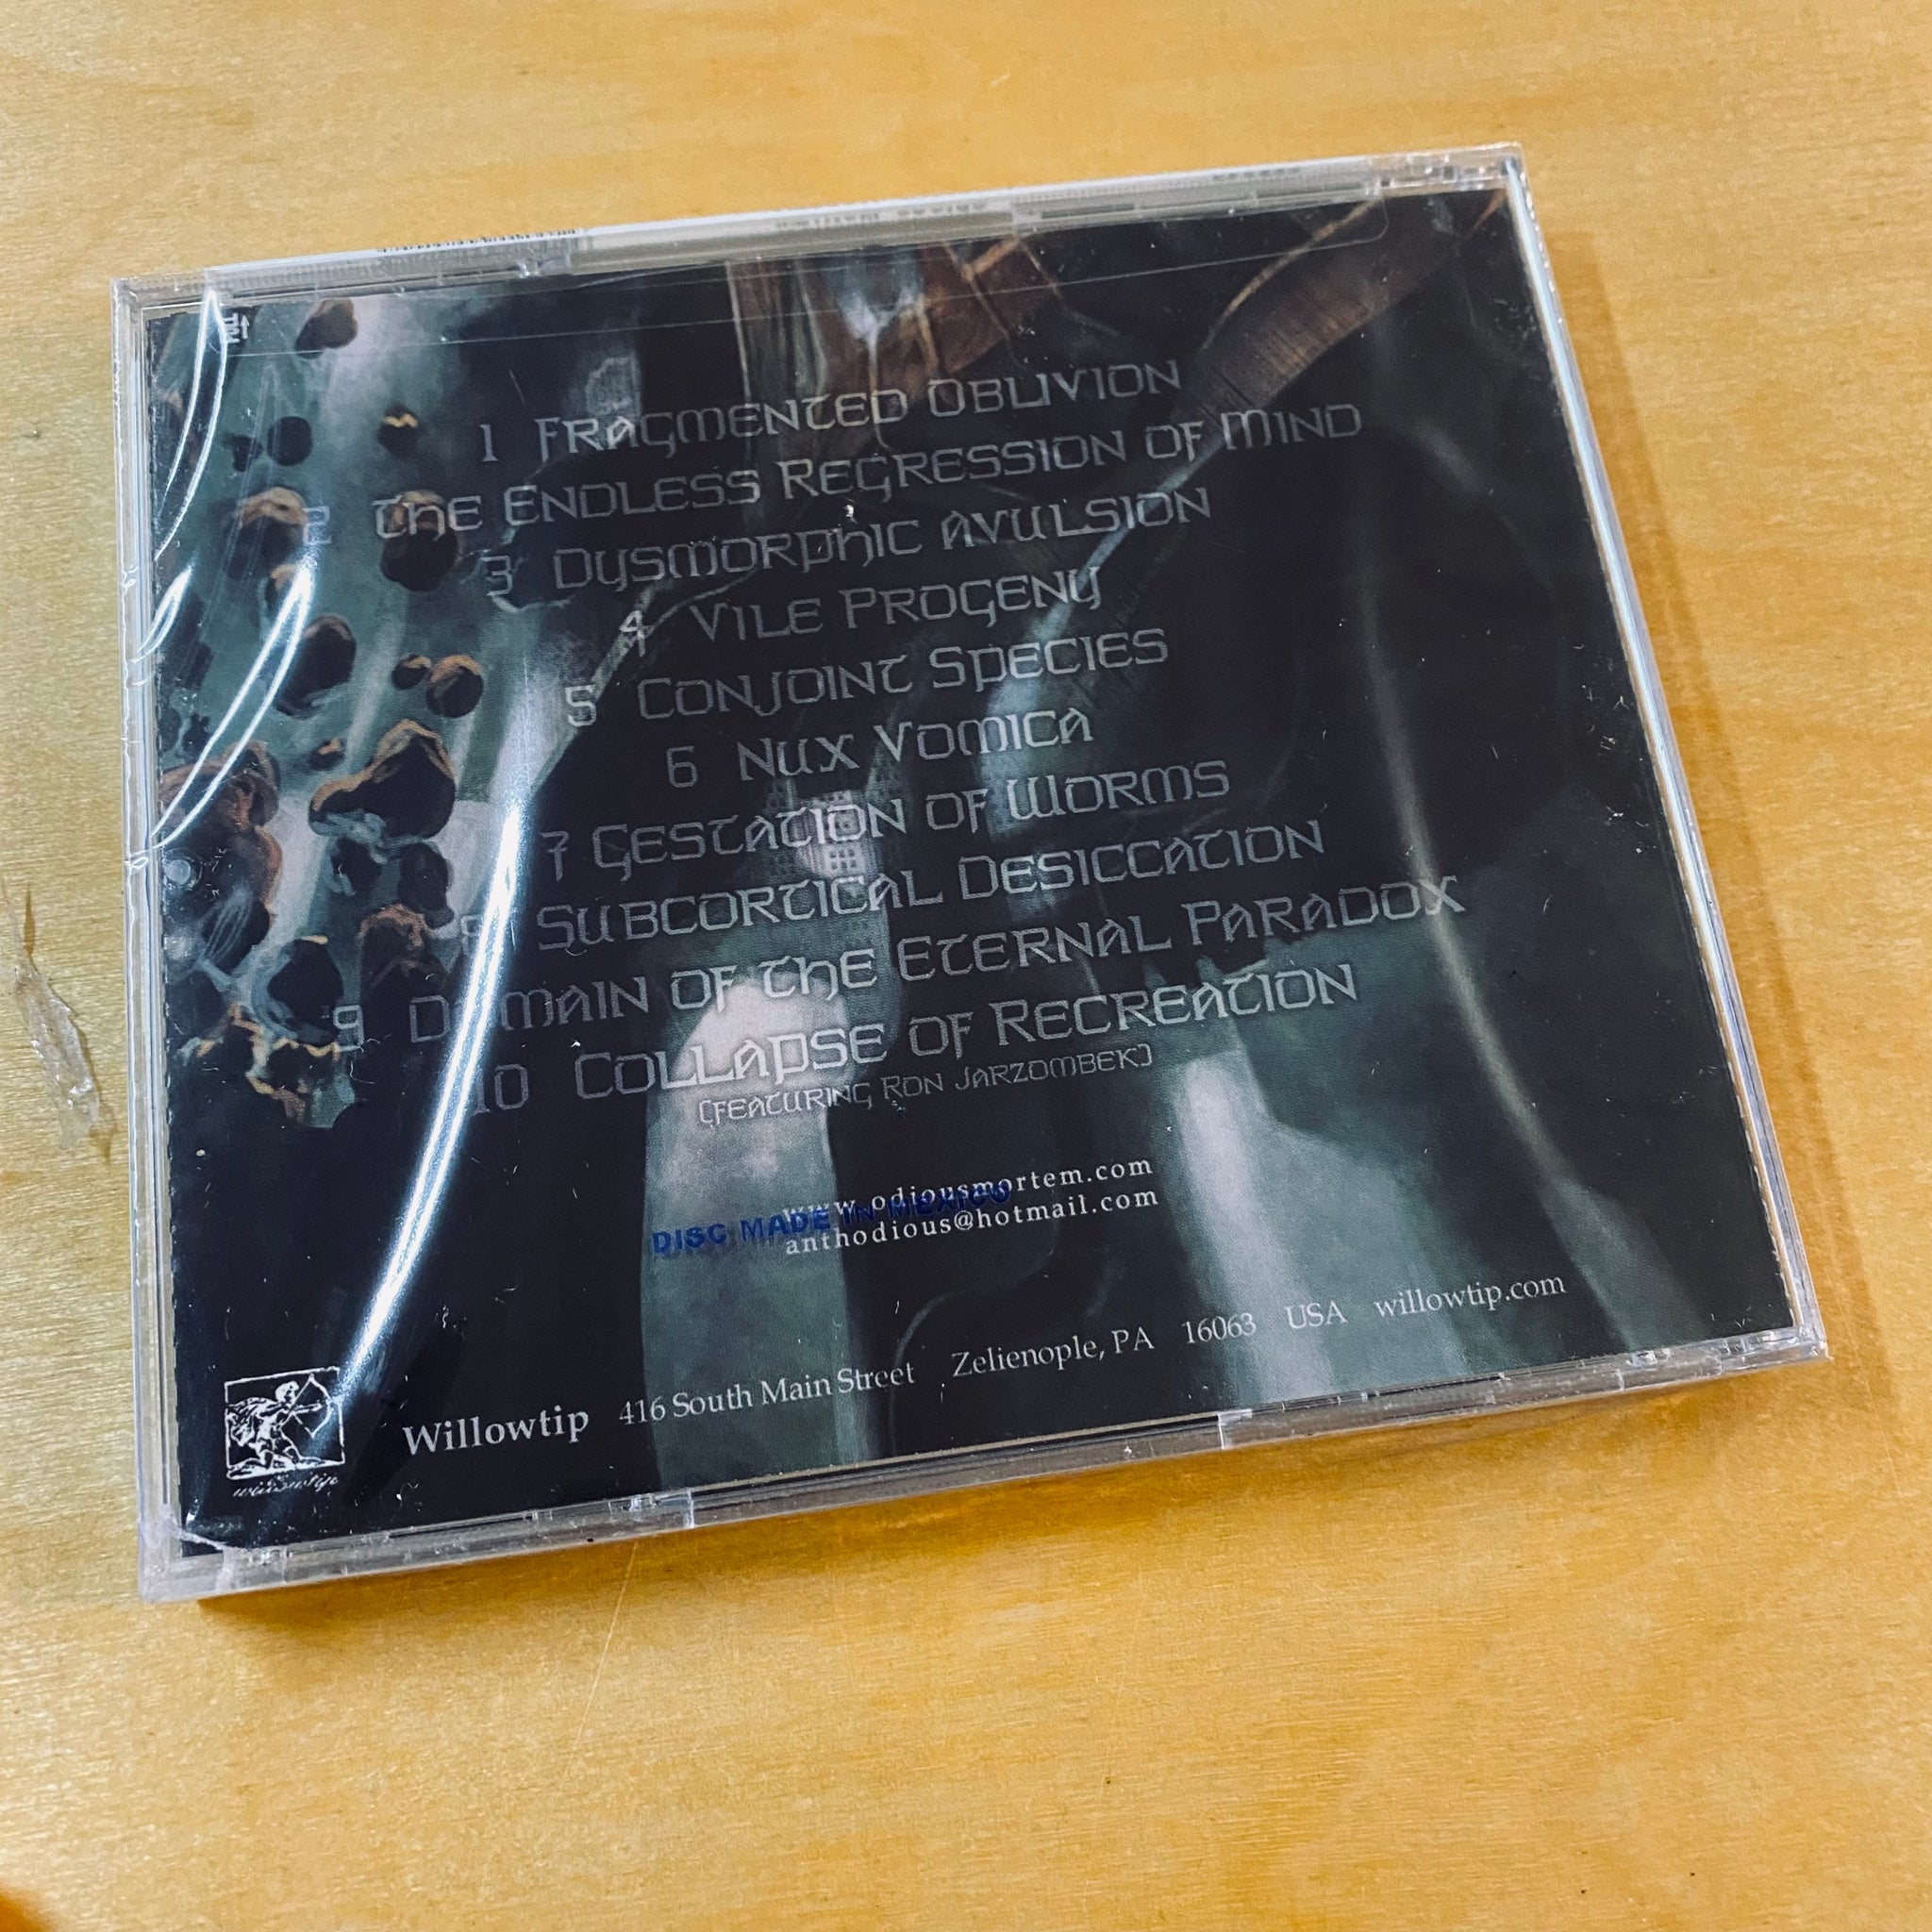 1 Fragmented Oblivion
2 The Endless Regression of Mind
3 Dysmorphic Avulsion
4 Vile Progeny
5 Conjoint Species
6 Nux Vomica
7 Gestation of Worms
8 Subcortical Desiccation
9 Domain of the Eternal Paradox
10 Collapse of Recreation
(featuring Ron Jarzombek)
www.odiousmortem.com
DISC MADE IN MEXICO
anthodious@hotmail.com
Willowtip 416 South Main Street Zelienople, PA 16063 USA willowtip.com
willowtip